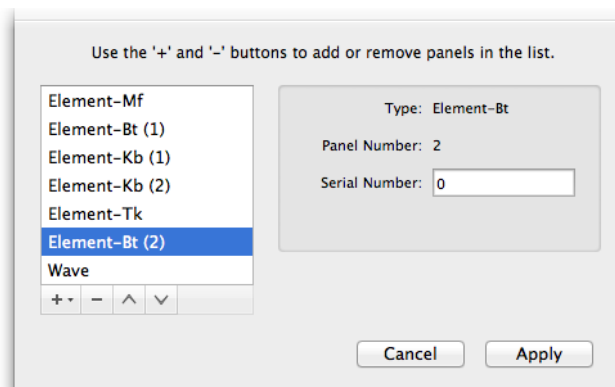 Use the '+' and '-' buttons to add or remove panels in the list.
Element-Mf
Element-Bt (1)
Element-Kb (1)
Element-Kb (2)
Element-Tk
Element-Bt (2)
Wave
Type: Element-Bt
Panel Number: 2
Serial Number: 0
Cancel
Apply